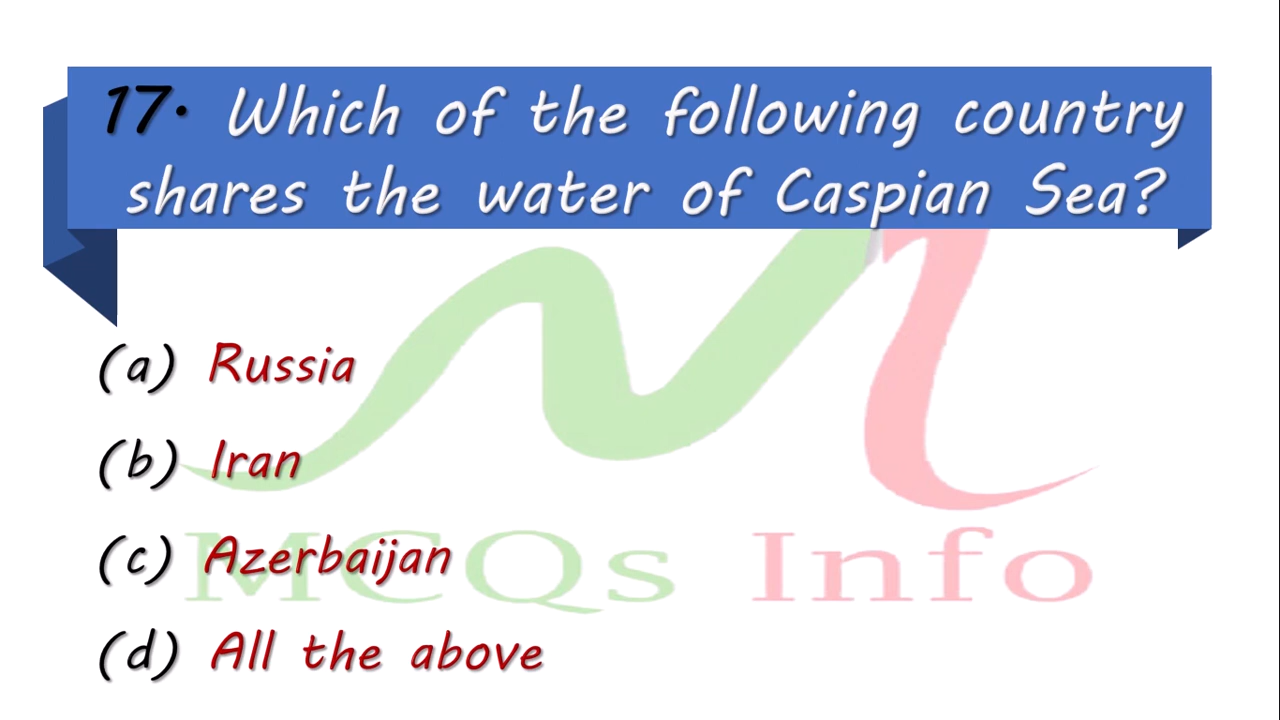 17. Which of the following country
shares the water of Caspian Sea?
(a) Russia
(b) Iran
(c) Azerbaijan
MCQs Info
(d) All the above